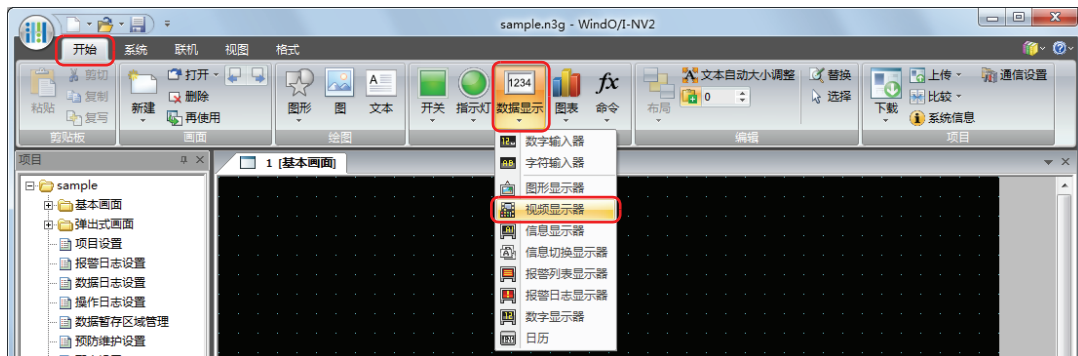 sample.n3g - WindO/I-NV2
开始 系统 联机 视图 格式
粘贴 剪切 复制 复写
剪贴板
新建 打开 删除 再使用
画面
图形 图 文本
绘图
开关 指示灯 1234 数据显示 图表 fx 命令
布局 文本自动大小调整 0 替换 选择
编辑
下载 上传 比较 系统信息 通信设置
项目
项目
sample
基本画面
弹出式画面
项目设置
报警日志设置
数据日志设置
操作日志设置
数据暂存区域管理
预防维护设置
1 [基本画面]
数字输入器
字符输入器
图形显示器
视频显示器
信息显示器
信息切换显示器
报警列表显示器
报警日志显示器
数字显示器
日历